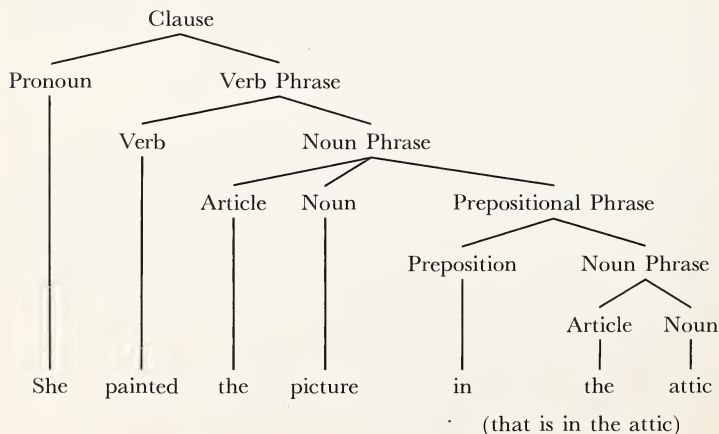 Clause
Pronoun Verb Phrase
Verb Noun Phrase
Article Noun Prepositional Phrase
Preposition Noun Phrase
Article Noun
She painted the picture in the attic
(that is in the attic)